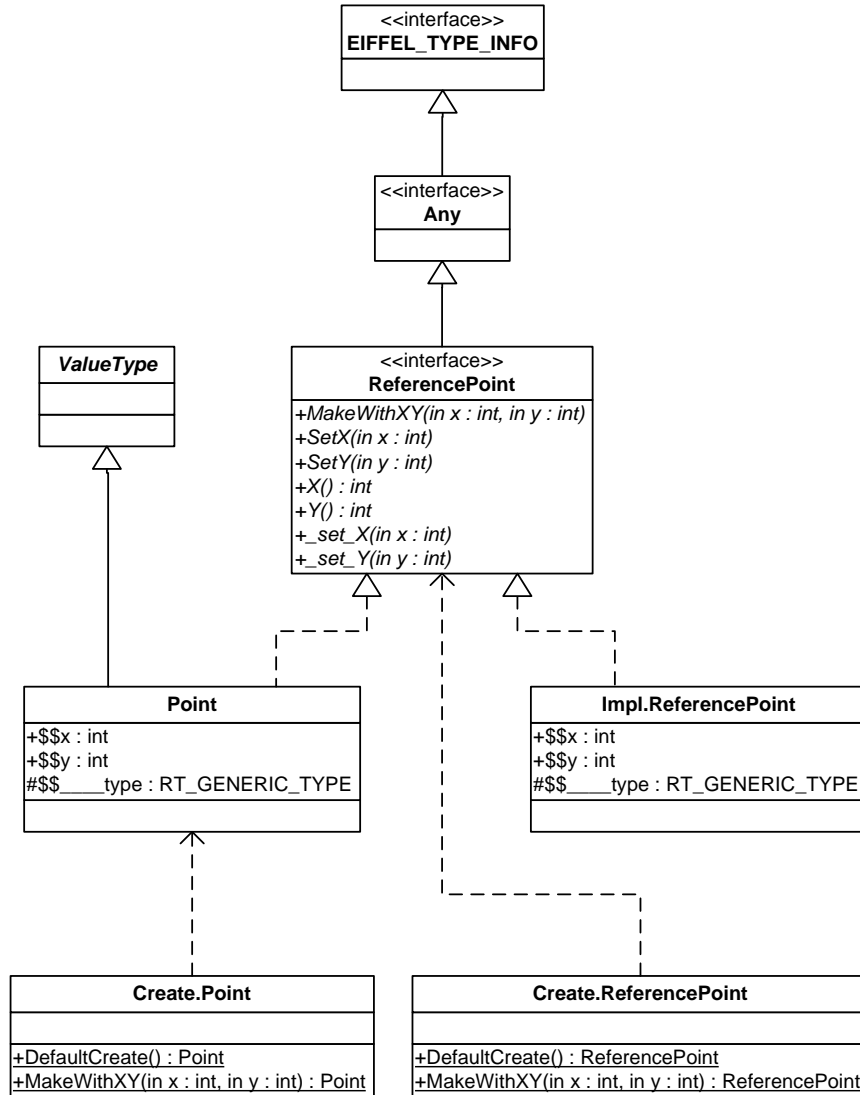 <<interface>>
EIFFEL_TYPE_INFO
<<interface>>
Any
ValueType
<<interface>>
ReferencePoint
+MakeWithXY(in x : int, in y : int)
+SetX(in x : int)
+SetY(in y : int)
+X() : int
+Y() : int
+_set_X(in x : int)
+_set_Y(in y : int)
Point
+$$x : int
+$$y : int
#$$____type : RT_GENERIC_TYPE
Impl.ReferencePoint
+$$x : int
+$$y : int
#$$____type : RT_GENERIC_TYPE
Create.Point
+DefaultCreate() : Point
+MakeWithXY(in x : int, in y : int) : Point
Create.ReferencePoint
+DefaultCreate() : ReferencePoint
+MakeWithXY(in x : int, in y : int) : ReferencePoint